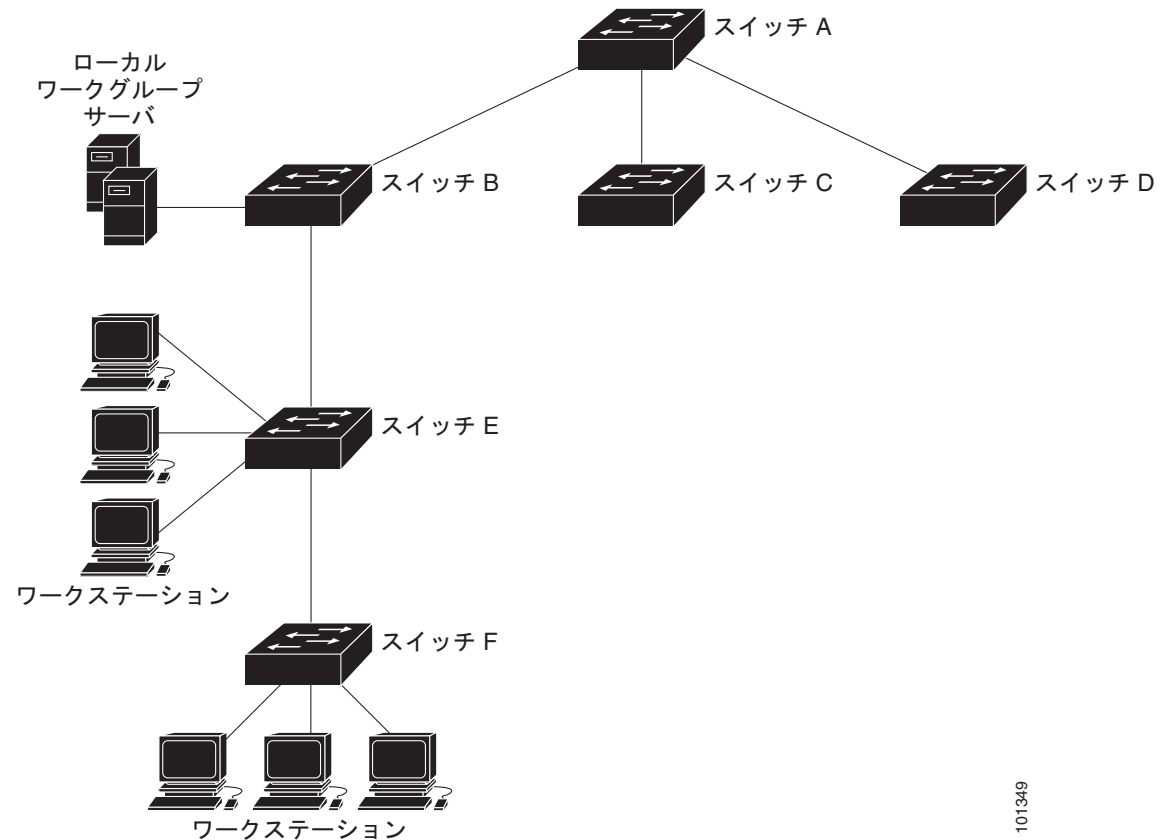 スイッチ A
ローカル
ワークグループ
サーバ
スイッチ B
スイッチ C
スイッチ D
スイッチ E
ワークステーション
スイッチ F
ワークステーション
101349